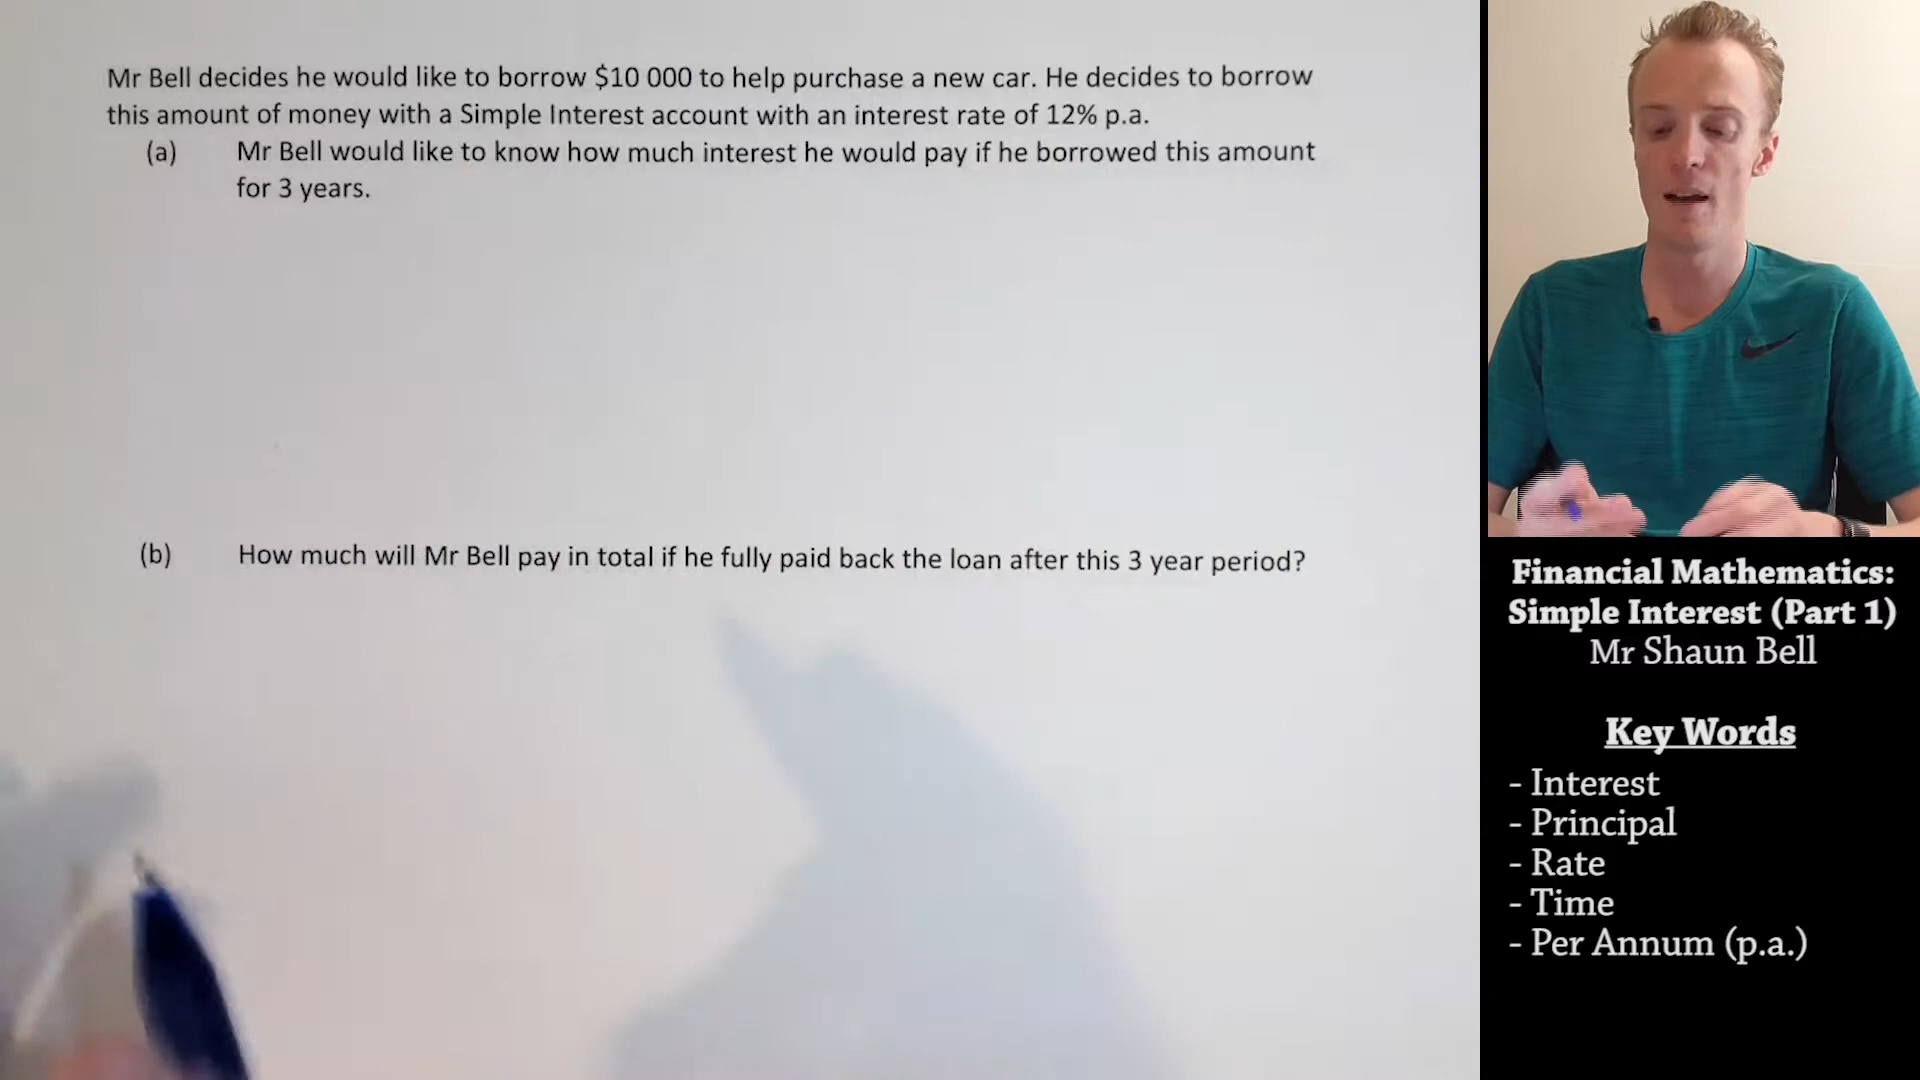 Mr Bell decides he would like to borrow $10 000 to help purchase a new car. He decides to borrow
this amount of money with a Simple Interest account with an interest rate of 12% p.a.
(a) Mr Bell would like to know how much interest he would pay if he borrowed this amount
for 3 years.
(b) How much will Mr Bell pay in total if he fully paid back the loan after this 3 year period?
Financial Mathematics:
Simple Interest (Part 1)
Mr Shaun Bell
Key Words
- Interest
- Principal
- Rate
- Time
- Per Annum (p.a.)